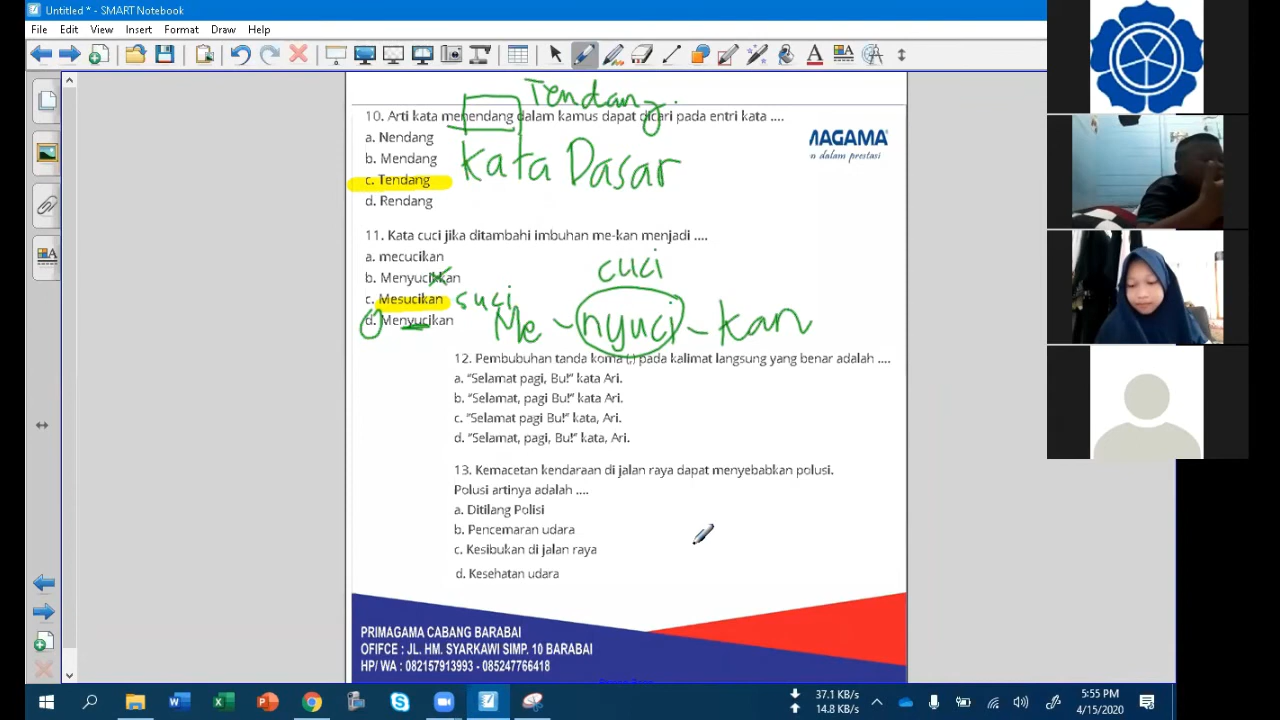 Untitled * - SMART Notebook
File Edit View Insert Format Draw Help
Tendang.
10. Arti kata menendang dalam kamus dapat dicari pada entri kata ....
a. Nendang
MAGAMA
b. Mendang
dalam prestasi
Kata Dasar
c. Tendang
d. Rendang
11. Kata cuci jika ditambahi imbuhan me-kan menjadi ....
a. mecucikan
cuci
b. Menyucikkan
c. Mesucikan suci
d. Menyucikan Me - nyuci - kan
12. Pembubuhan tanda koma (,) pada kalimat langsung yang benar adalah ....
a. “Selamat pagi, Bu!” kata Ari.
b. “Selamat, pagi Bu!” kata Ari.
c. “Selamat pagi Bu!” kata, Ari.
d. “Selamat, pagi, Bu!” kata, Ari.
13. Kemacetan kendaraan di jalan raya dapat menyebabkan polusi.
Polusi artinya adalah ....
a. Ditilang Polisi
b. Pencemaran udara
c. Kesibukan di jalan raya
d. Kesehatan udara
PRIMAGAMA CABANG BARABAI
OFIFCE : JL. HM. SYARKAWI SIMP. 10 BARABAI
HP/ WA : 082157913993 - 085247766418
37.1 KB/s
14.8 KB/s
5:55 PM
4/15/2020